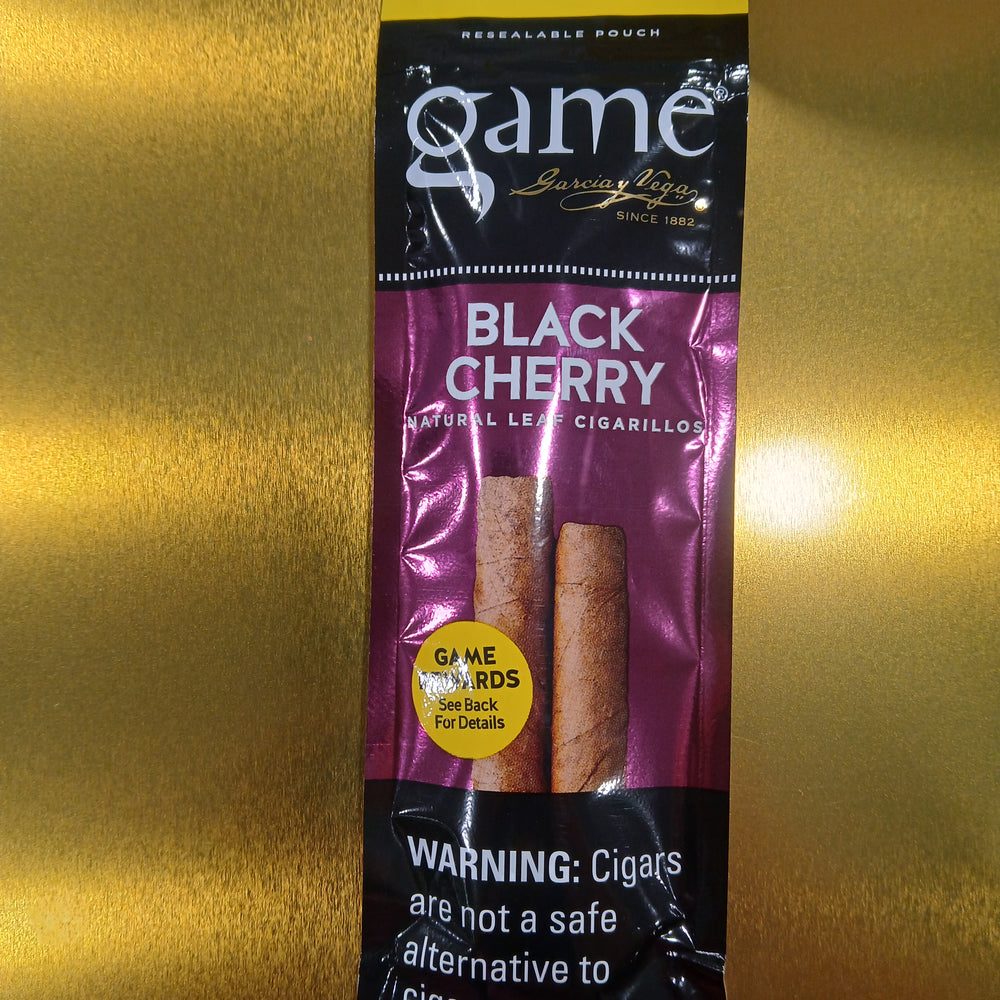 RESEALABLE POUCH
game®
Garcia y Vega
SINCE 1882
BLACK
CHERRY
NATURAL LEAF CIGARILLOS
GAME
REWARDS
See Back
For Details
WARNING: Cigars
are not a safe
alternative to